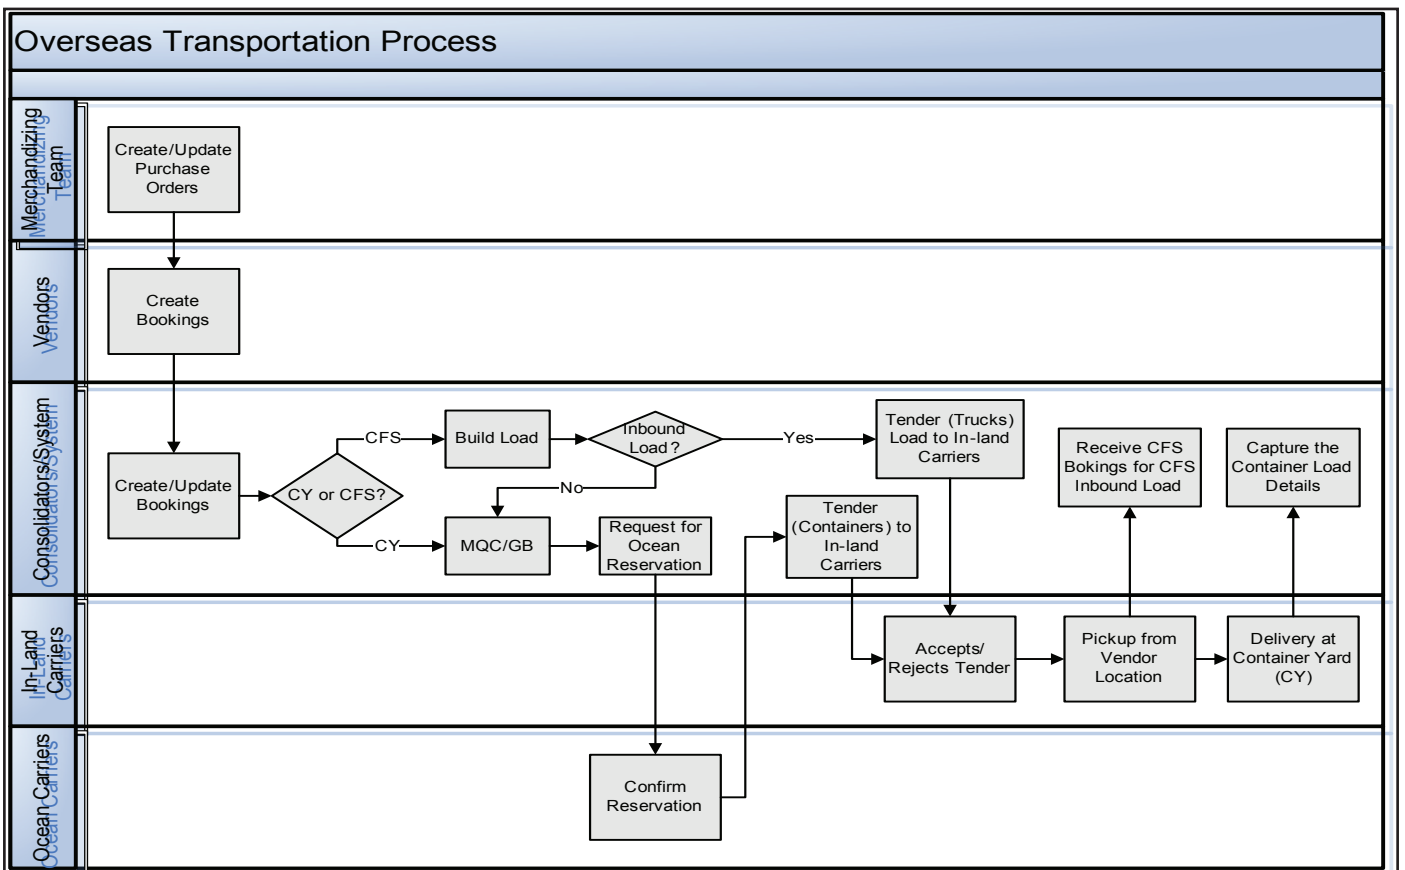 Overseas Transportation Process
Merchandizing
Team
Create/Update
Purchase
Orders
Vendors
Create
Bookings
Consolidators/System
Create/Update
Bookings
CY or CFS?
CFS
CY
Build Load
MQC/GB
Inbound
Load?
No
Yes
Request for
Ocean
Reservation
Tender
(Containers) to
In-land
Carriers
Tender (Trucks)
Load to In-land
Carriers
Receive CFS
Bokings for CFS
Inbound Load
Capture the
Container Load
Details
In-Land
Carriers
Accepts/
Rejects Tender
Pickup from
Vendor
Location
Delivery at
Container Yard
(CY)
Ocean Carriers
Confirm
Reservation